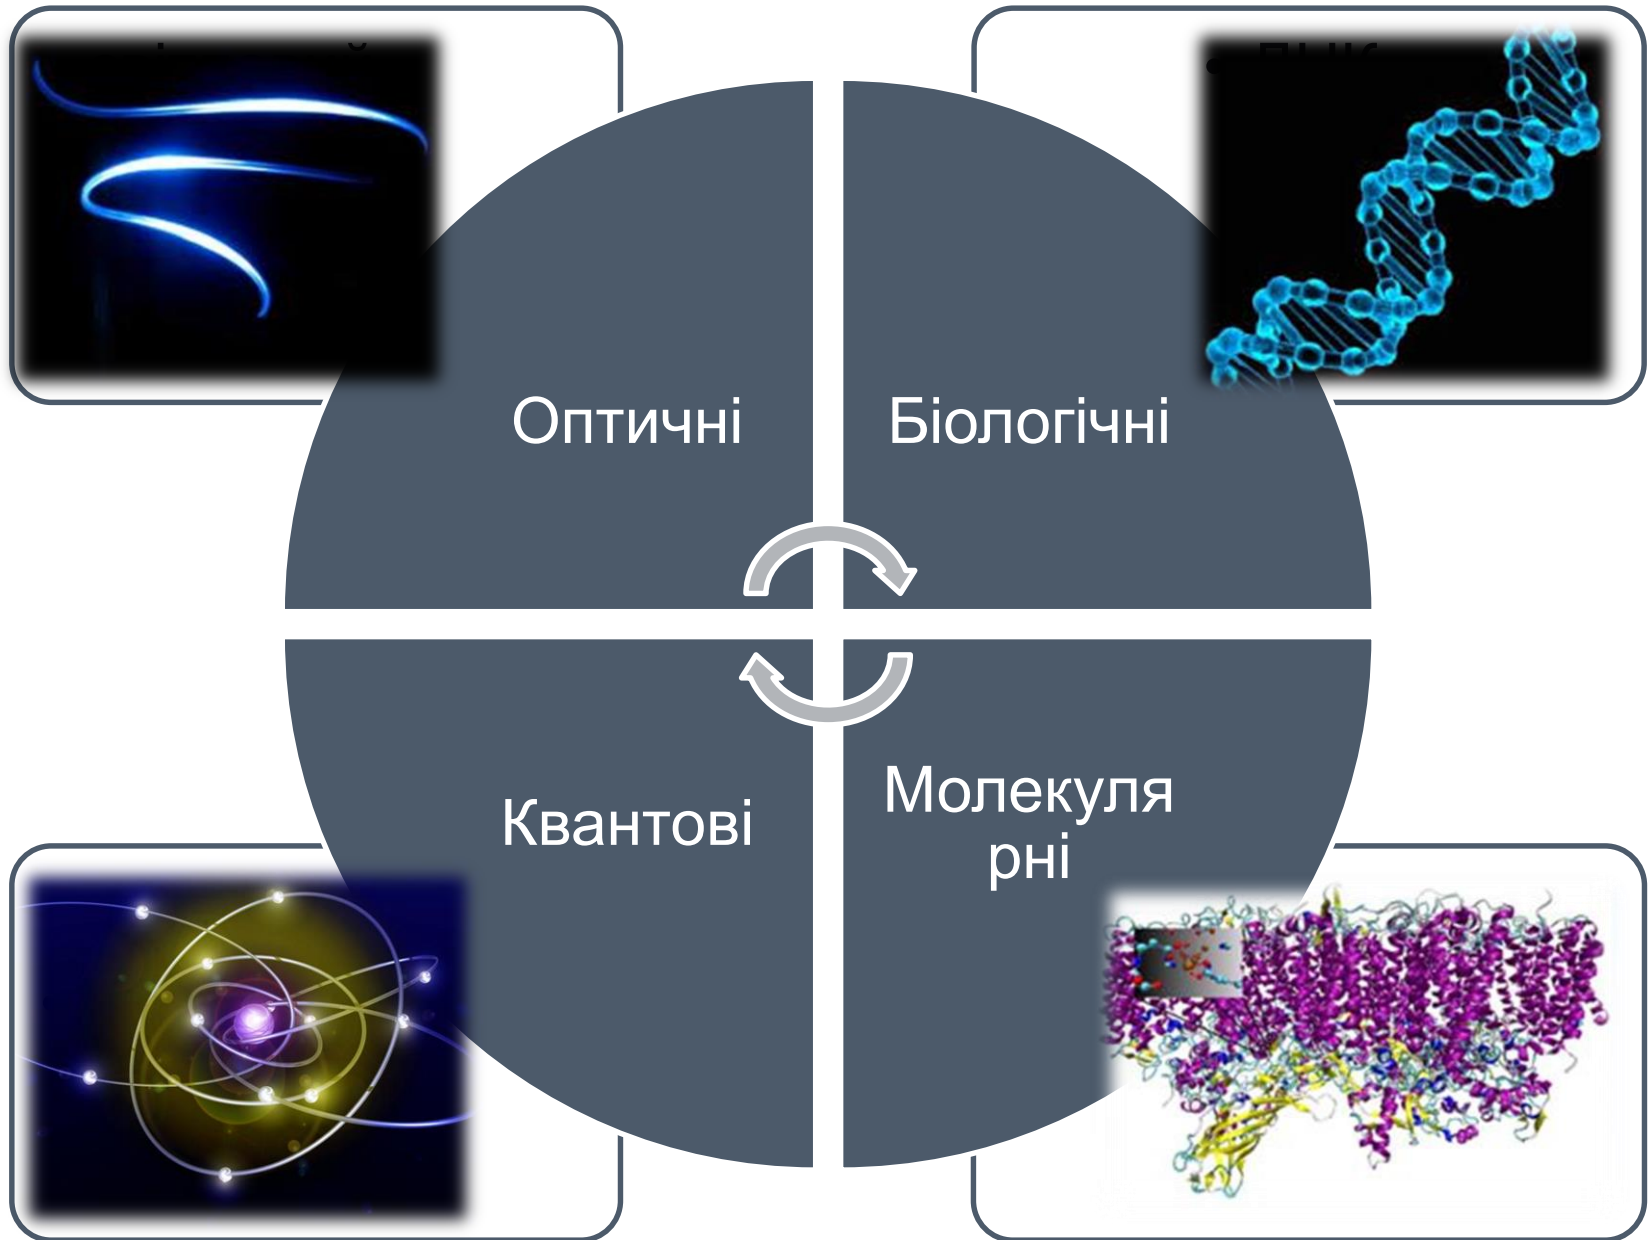 Оптичні
Біологічні
Квантові
Молекуля
рні